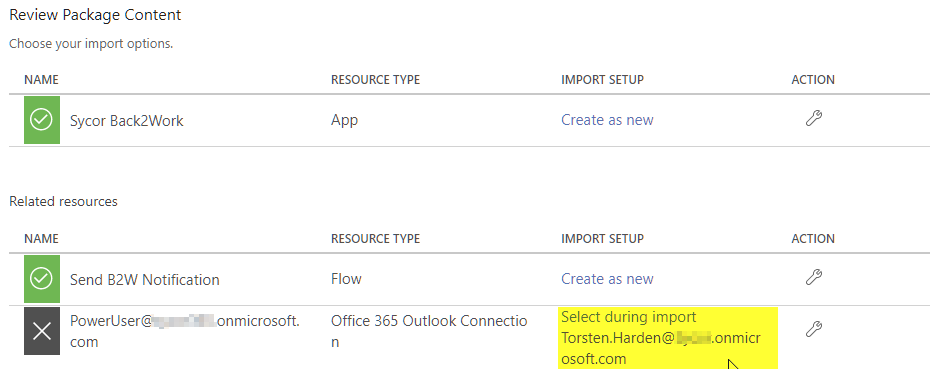 Review Package Content
Choose your import options.
NAME RESOURCE TYPE IMPORT SETUP ACTION
Sycor Back2Work App Create as new
Related resources
NAME RESOURCE TYPE IMPORT SETUP ACTION
Send B2W Notification Flow Create as new
PowerUser@ .onmicrosoft. Office 365 Outlook Connectio Select during import
com n Torsten.Harden@ .onmicr
osoft.com